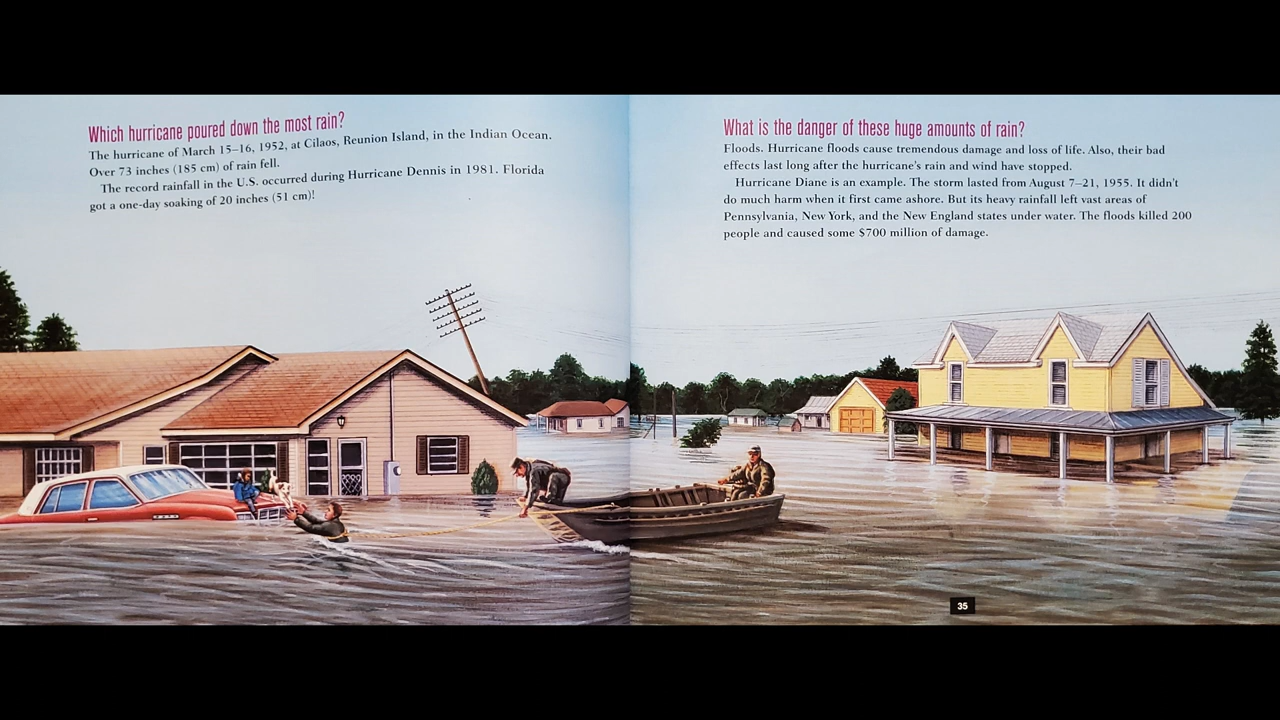 Which hurricane poured down the most rain?
The hurricane of March 15–16, 1952, at Cilaos, Reunion Island, in the Indian Ocean.
Over 73 inches (185 cm) of rain fell.
The record rainfall in the U.S. occurred during Hurricane Dennis in 1981. Florida
got a one-day soaking of 20 inches (51 cm)!
What is the danger of these huge amounts of rain?
Floods. Hurricane floods cause tremendous damage and loss of life. Also, their bad
effects last long after the hurricane's rain and wind have stopped.
Hurricane Diane is an example. The storm lasted from August 7–21, 1955. It didn't
do much harm when it first came ashore. But its heavy rainfall left vast areas of
Pennsylvania, New York, and the New England states under water. The floods killed 200
people and caused some $700 million of damage.
35